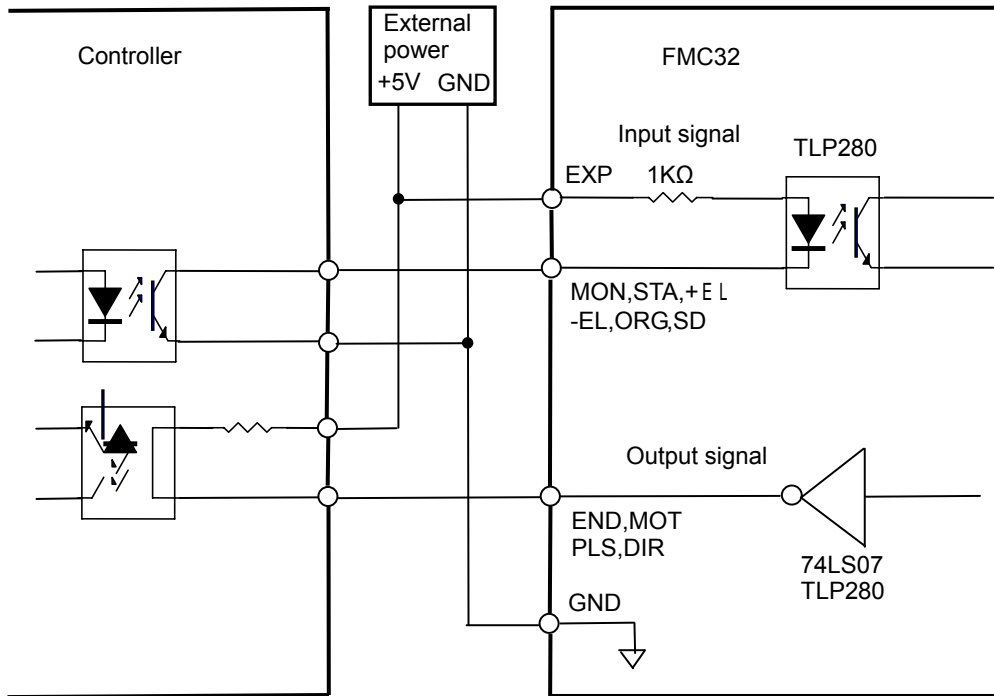 External
power
+5V GND
Controller
FMC32
Input signal
TLP280
EXP 1KΩ
MON,STA,+EL
-EL,ORG,SD
Output signal
END,MOT
PLS,DIR
74LS07
TLP280
GND